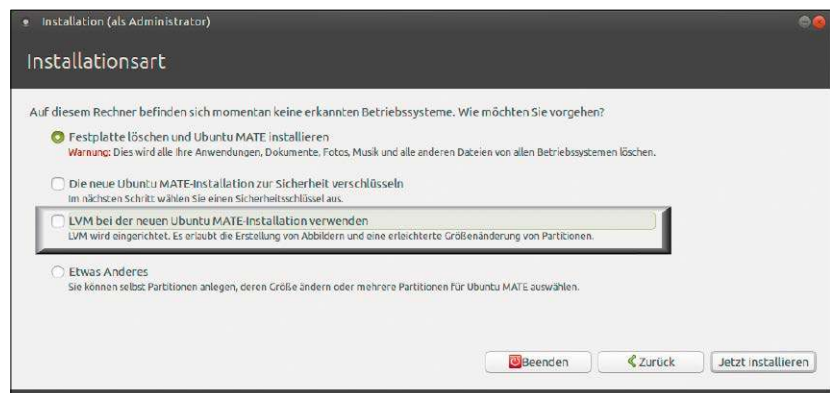 Installation (als Administrator)
Installationsart
Auf diesem Rechner befinden sich momentan keine erkannten Betriebssysteme. Wie möchten Sie vorgehen?
Festplatte löschen und Ubuntu MATE installieren
Warnung: Dies wird alle Ihre Anwendungen, Dokumente, Fotos, Musik und alle anderen Dateien von allen Betriebssystemen löschen.
Die neue Ubuntu MATE-Installation zur Sicherheit verschlüsseln
Im nächsten Schritt wählen Sie einen Sicherheitsschlüssel aus.
LVM bei der neuen Ubuntu MATE-Installation verwenden
LVM wird eingerichtet. Es erlaubt die Erstellung von Abbildern und eine erleichterte Größenänderung von Partitionen.
Etwas Anderes
Sie können selbst Partitionen anlegen, deren Größe ändern oder mehrere Partitionen für Ubuntu MATE auswählen.
Beenden
Zurück
Jetzt installieren